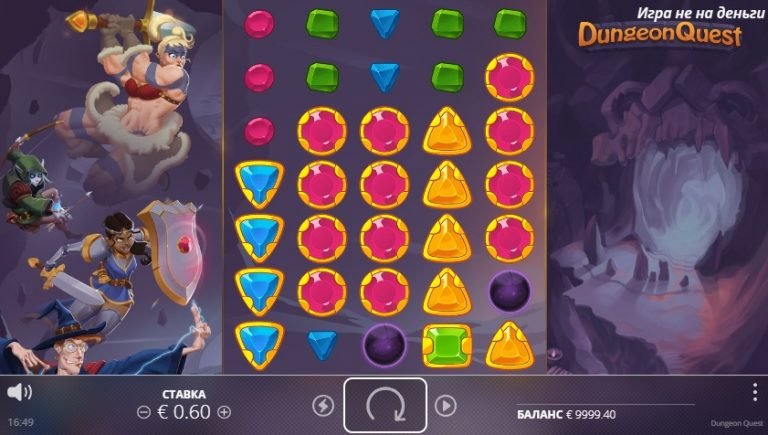 Игра не на деньги
DungeonQuest
СТАВКА
€ 0.60
БАЛАНС € 9999.40
16:49
Dungeon Quest